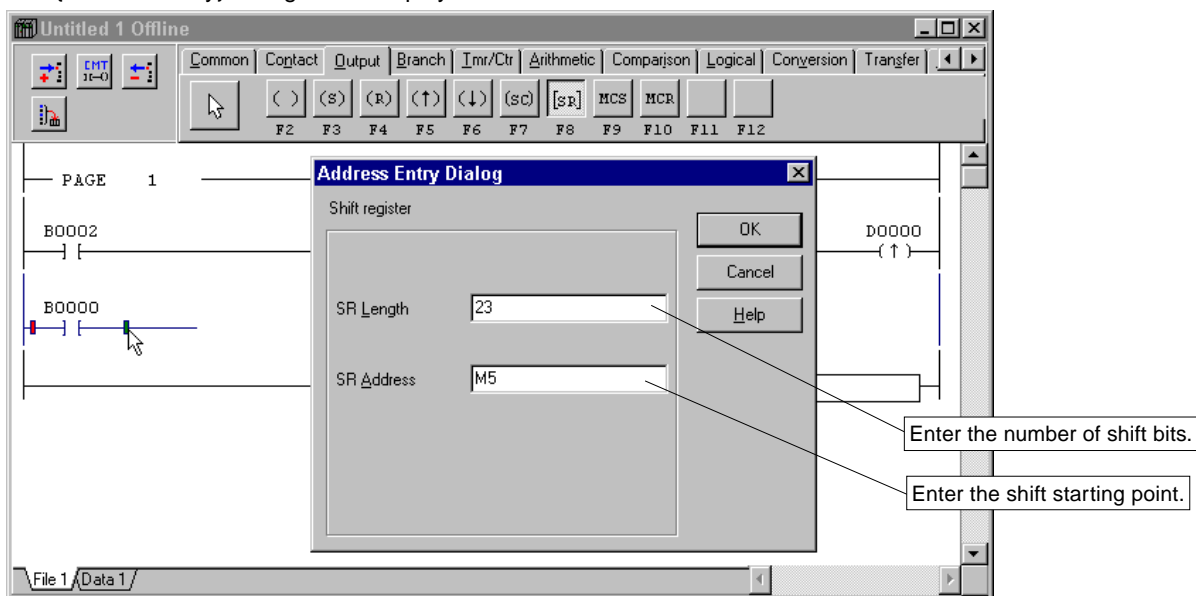 Untitled 1 Offline
CMT
Common Contact Output Branch Tmr/Ctr Arithmetic Comparison Logical Conversion Transfer
( ) (S) (R) (↑) (↓) (SC) [SR] MCS MCR
F2 F3 F4 F5 F6 F7 F8 F9 F10 F11 F12
PAGE 1
Address Entry Dialog
Shift register
OK
B0002
D0000
(↑)
Cancel
B0000
SR Length 23
Help
SR Address M5
Enter the number of shift bits.
Enter the shift starting point.
File 1 Data 1